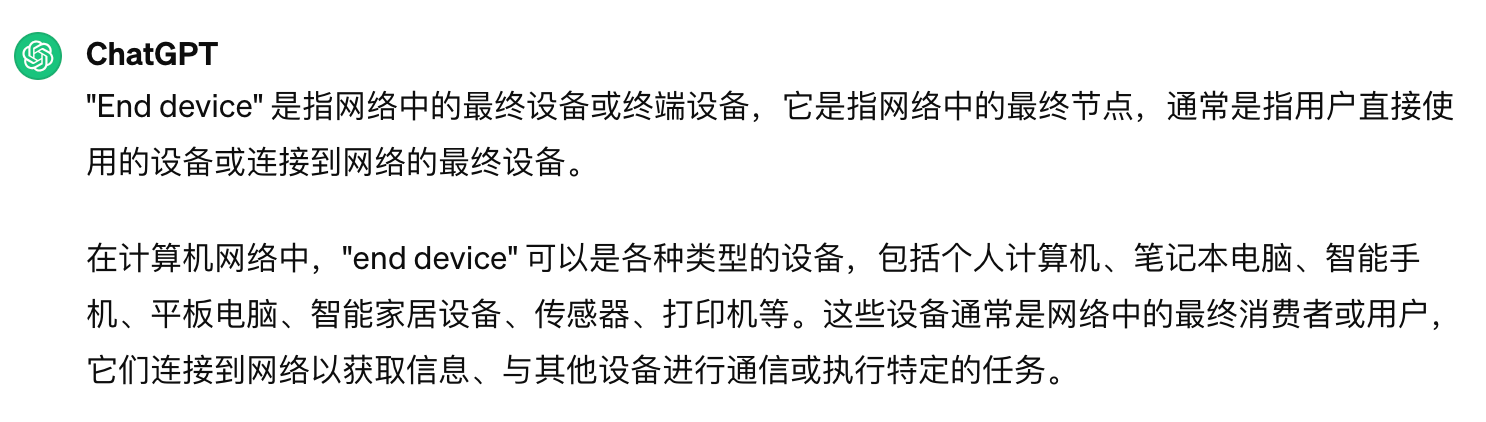 ChatGPT
"End device" 是指网络中的最终设备或终端设备，它是指网络中的最终节点，通常是指用户直接使
用的设备或连接到网络的最终设备。
在计算机网络中，"end device" 可以是各种类型的设备，包括个人计算机、笔记本电脑、智能手
机、平板电脑、智能家居设备、传感器、打印机等。这些设备通常是网络中的最终消费者或用户，
它们连接到网络以获取信息、与其他设备进行通信或执行特定的任务。